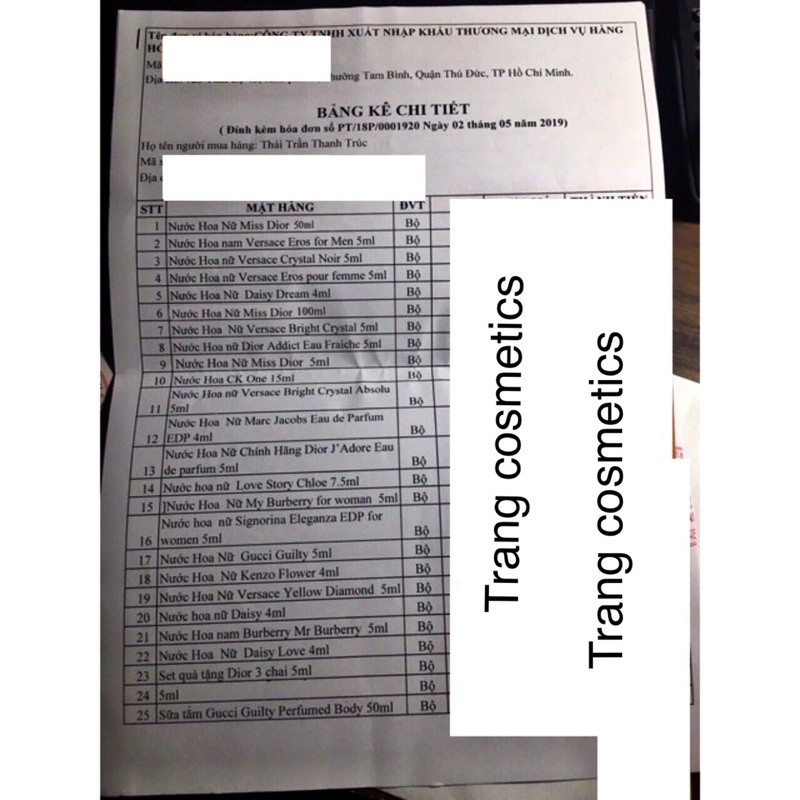 Tên đơn vị bán hàng:CÔNG TY TNHH XUẤT NHẬP KHẨU THƯƠNG MẠI DỊCH VỤ HÀNG
Mã
Địa
Phường Tam Bình, Quận Thủ Đức, TP Hồ Chí Minh.
BẢNG KÊ CHI TIẾT
( Đính kèm hóa đơn số PT/18P/0001920 Ngày 02 tháng 05 năm 2019)
Họ tên người mua hàng: Thái Trần Thanh Trúc
Mã
Địa
STT MẶT HÀNG ĐVT THÀNH TIỀN
1 Nước Hoa Nữ Miss Dior 50ml Bộ
2 Nước Hoa nam Versace Eros for Men 5ml Bộ
3 Nước Hoa nữ Versace Crystal Noir 5ml Bộ
4 Nước Hoa nữ Versace Eros pour femme 5ml Bộ
5 Nước Hoa Nữ Daisy Dream 4ml Bộ
6 Nước Hoa Nữ Miss Dior 100ml Bộ
7 Nước Hoa Nữ Versace Bright Crystal 5ml Bộ
8 Nước Hoa nữ Dior Addict Eau Fraiche 5ml Bộ
9 Nước Hoa Nữ Miss Dior 5ml Bộ
10 Nước Hoa CK One 15ml Bộ
Nước Hoa nữ Versace Bright Crystal Absolu
11 5ml Bộ
Nước Hoa Nữ Marc Jacobs Eau de Parfum
12 EDP 4ml Bộ
Nước Hoa Nữ Chính Hãng Dior J'Adore Eau
13 de parfum 5ml Bộ
14 Nước hoa nữ Love Story Chloe 7.5ml Bộ
15 ]Nước Hoa Nữ My Burberry for woman 5ml Bộ
Nước hoa nữ Signorina Eleganza EDP for
16 women 5ml Bộ
17 Nước Hoa Nữ Gucci Guilty 5ml Bộ
18 Nước Hoa Nữ Kenzo Flower 4ml Bộ
19 Nước Hoa Nữ Versace Yellow Diamond 5ml Bộ
20 Nước hoa nữ Daisy 4ml Bộ
21 Nước Hoa nam Burberry Mr Burberry 5ml Bộ
22 Nước Hoa Nữ Daisy Love 4ml Bộ
23 Set quà tặng Dior 3 chai 5ml Bộ
24 5ml Bộ
25 Sữa tắm Gucci Guilty Perfumed Body 50ml Bộ
Trang cosmetics
Trang cosmetics